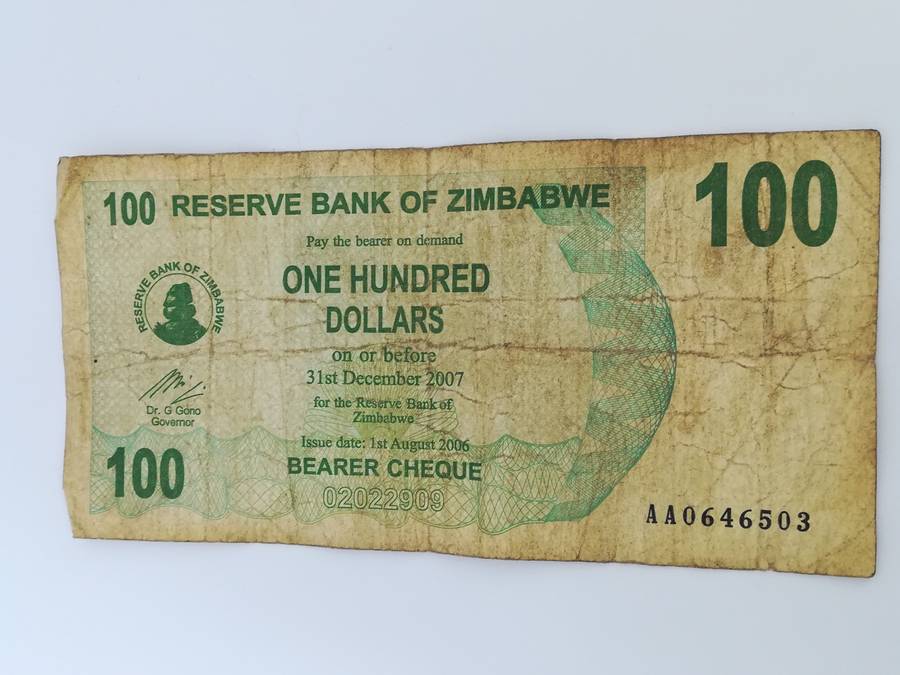 100 RESERVE BANK OF ZIMBABWE
100
Pay the bearer on demand
ONE HUNDRED
DOLLARS
on or before
31st December 2007
for the Reserve Bank of
Zimbabwe
Issue date: 1st August 2006
BEARER CHEQUE
02022909
RESERVE BANK OF ZIMBABWE
Dr. G Gono
Governor
100
AA0646503